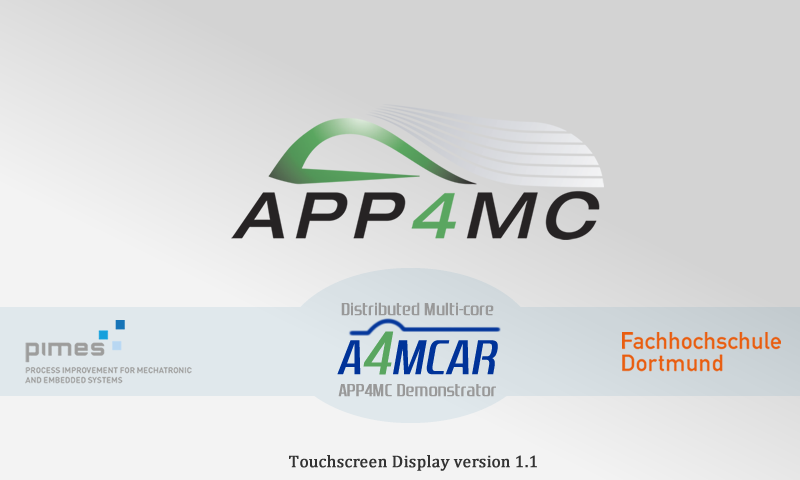 APP4MC
Distributed Multi-core
A4MCAR
APP4MC Demonstrator
pimes
PROCESS IMPROVEMENT FOR MECHATRONIC
AND EMBEDDED SYSTEMS
Fachhochschule
Dortmund
Touchscreen Display version 1.1